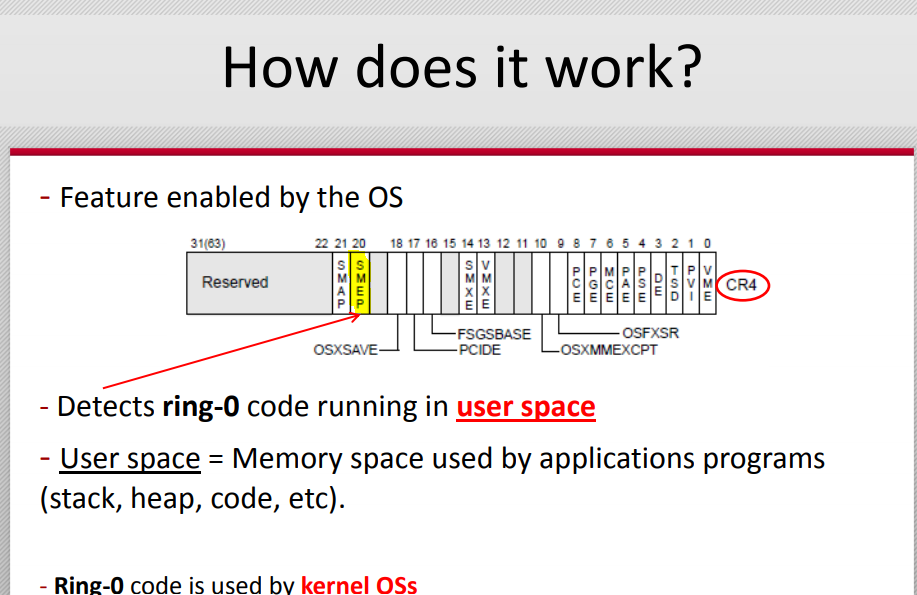 How does it work?
- Feature enabled by the OS
31(63) 22 21 20 18 17 16 15 14 13 12 11 10 9 8 7 6 5 4 3 2 1 0
Reserved SMAP SMEP SMXE VMXE PCE PGE MCE PAE PSE DE TSD PVI VME CR4
FSGSBASE OSFXSR
OSXSAVE PCIDE OSXMMEXCPT
- Detects ring-0 code running in user space
- User space = Memory space used by applications programs
(stack, heap, code, etc).
- Ring-0 code is used by kernel OSs